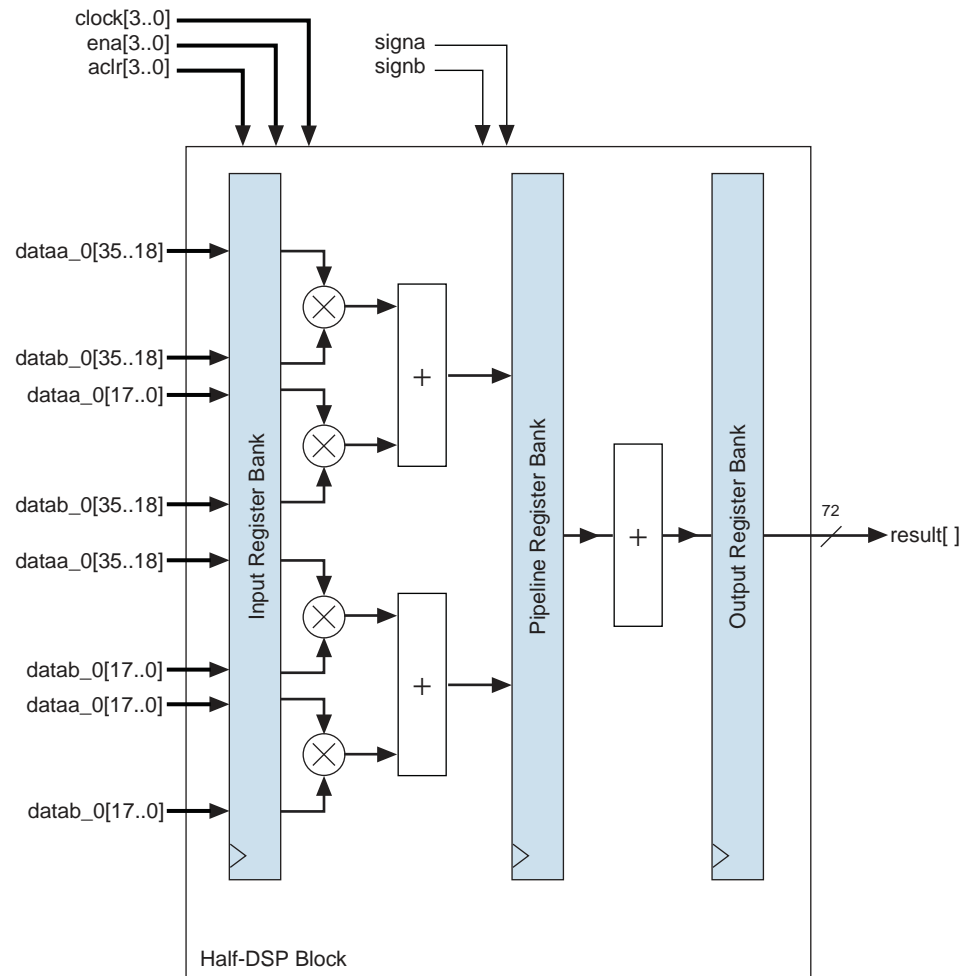 clock[3..0]
ena[3..0]
aclr[3..0]
signa
signb
dataa_0[35..18]
datab_0[35..18]
dataa_0[17..0]
datab_0[35..18]
dataa_0[35..18]
datab_0[17..0]
dataa_0[17..0]
datab_0[17..0]
Input Register Bank
+
+
Pipeline Register Bank
+
Output Register Bank
72
result[ ]
Half-DSP Block